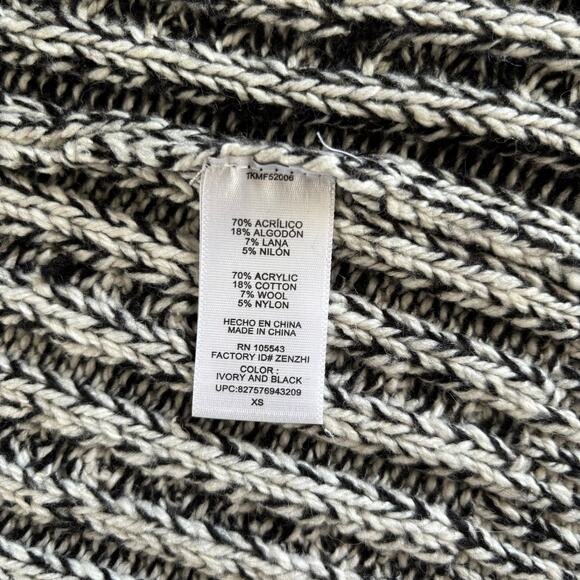 TKMF52006
70% ACRÍLICO
18% ALGODÓN
7% LANA
5% NILÓN
70% ACRYLIC
18% COTTON
7% WOOL
5% NYLON
HECHO EN CHINA
MADE IN CHINA
RN 105543
FACTORY ID# ZENZHI
COLOR :
IVORY AND BLACK
UPC:827576943209
XS